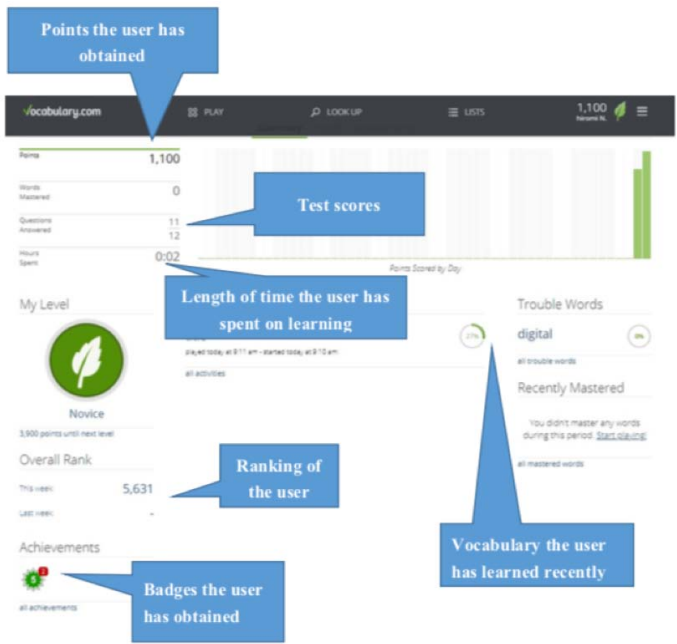 Points the user has
obtained
Vocabulary.com
PLAY
LOOK UP
LISTS
1,100
Points
1,100
Words
Mastered
0
Questions
Answered
11
12
Hours
Spent
0:02
Test scores
Points Scored by Day
Length of time the user has
spent on learning
My Level
Novice
3,900 points until next level
played today at 9:11 am - started today at 9:10 am
all activities
Trouble Words
digital
0%
all trouble words
Recently Mastered
You didn't master any words
during this period. Start playing!
all mastered words
Overall Rank
This week
5,631
Last week
-
Ranking of
the user
Vocabulary the user
has learned recently
Achievements
2
all achievements
Badges the user
has obtained